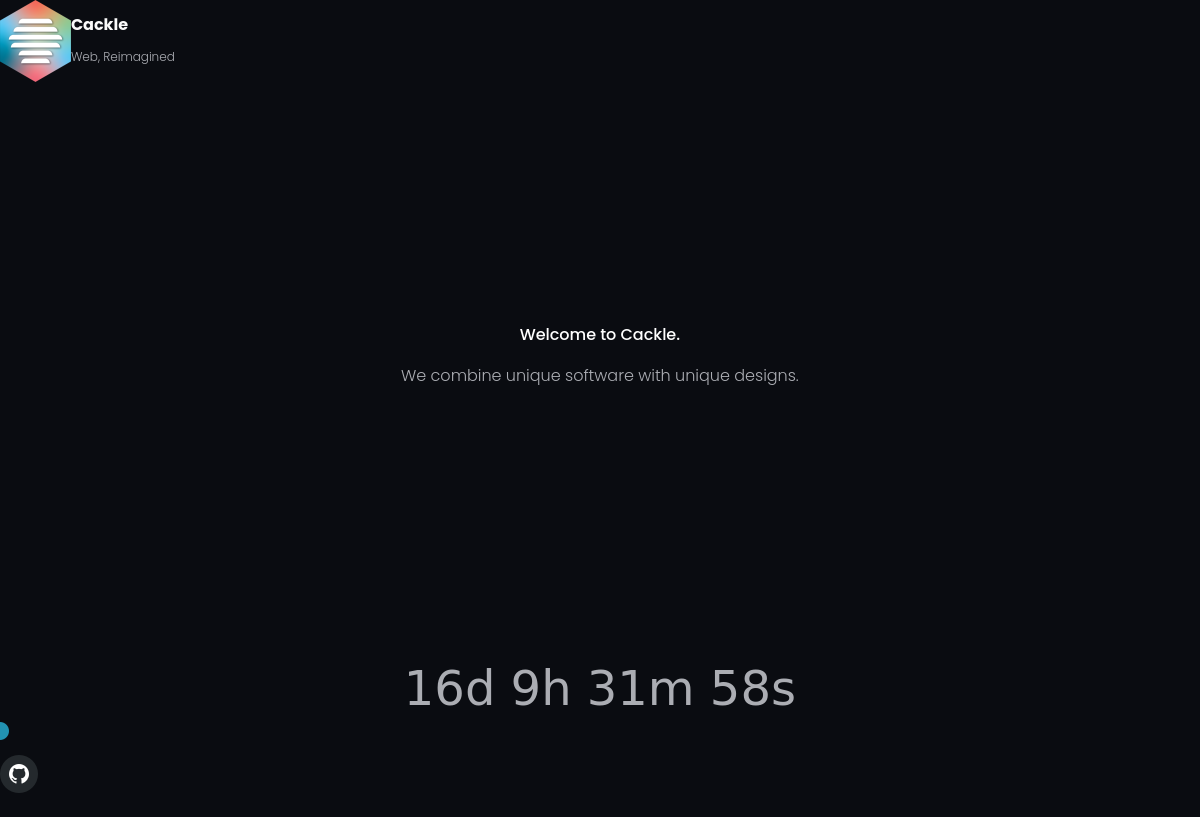 Cackle
Web, Reimagined
Welcome to Cackle.
We combine unique software with unique designs.
16d 9h 31m 58s